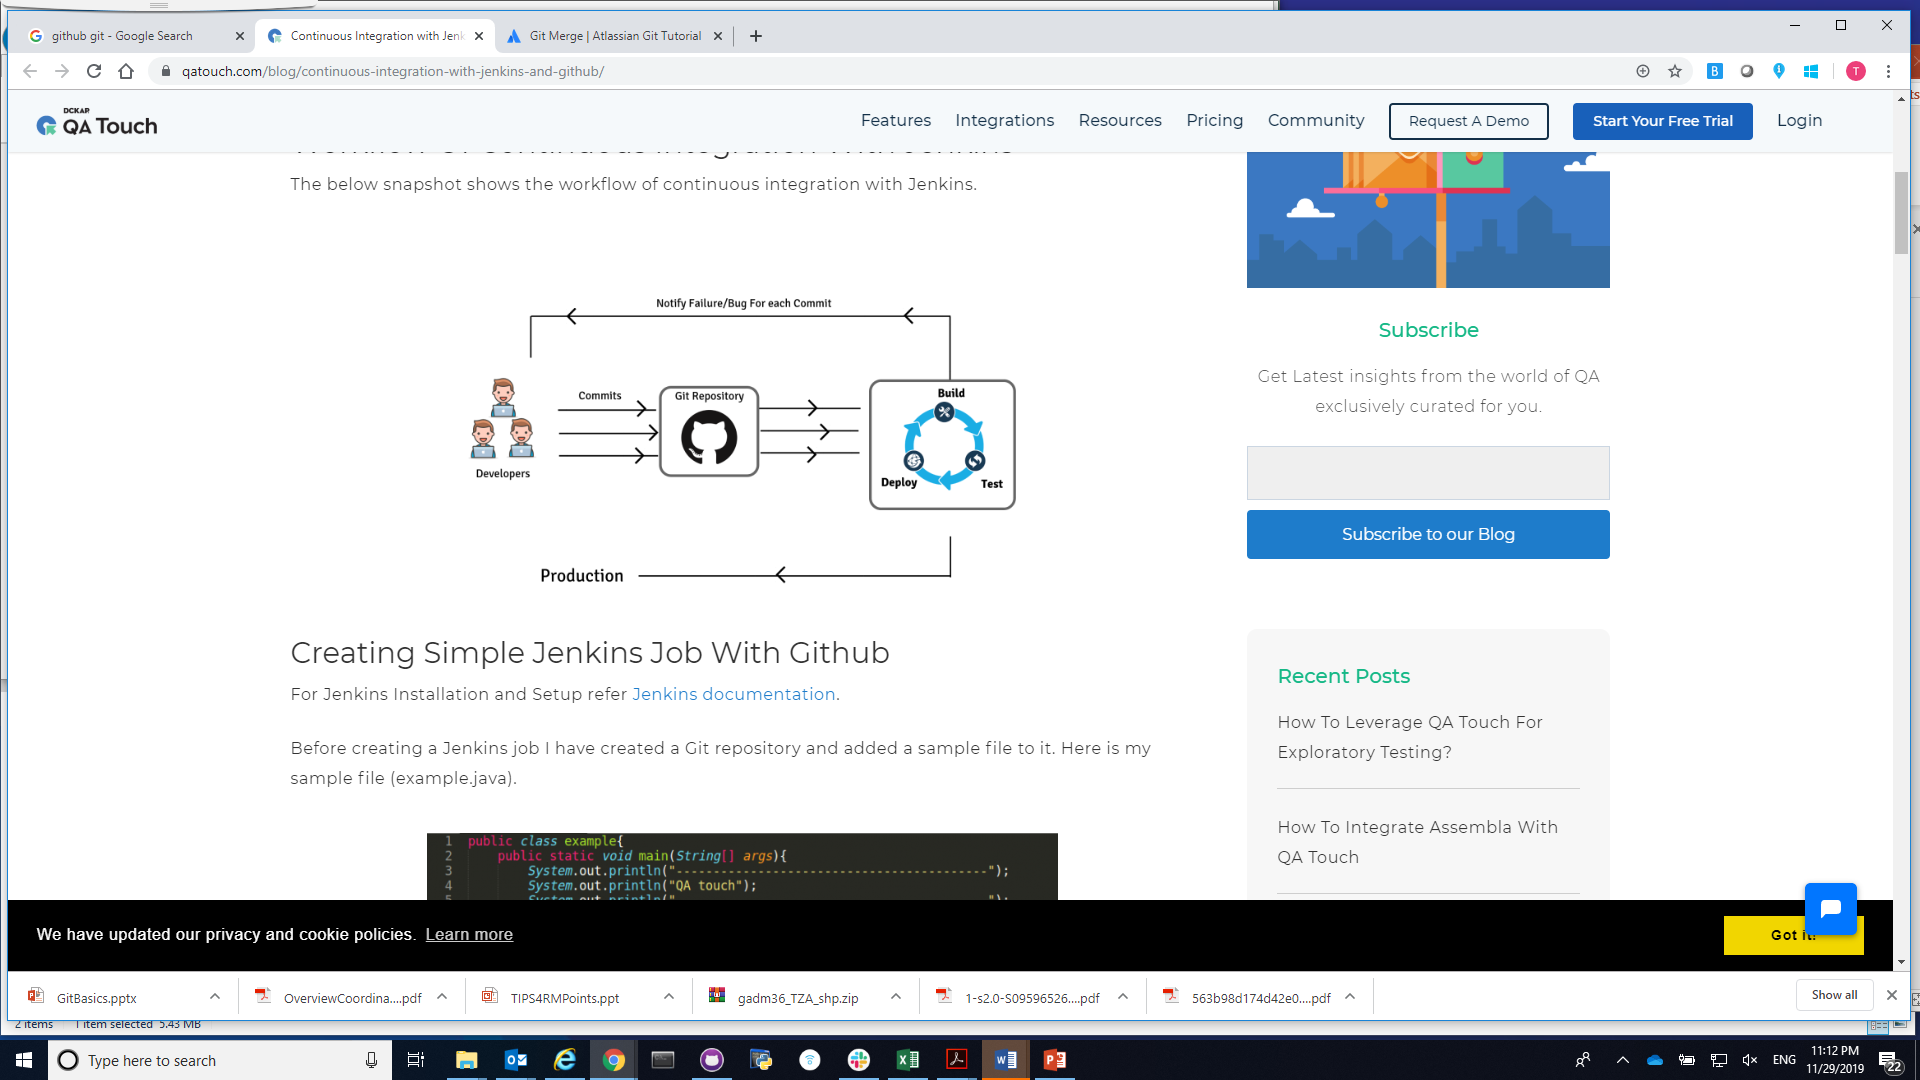 github git - Google Search
Continuous Integration with Jenk
Git Merge | Atlassian Git Tutorial
qatouch.com/blog/continuous-integration-with-jenkins-and-github/
B
T
DCKAP
QA Touch
Features
Integrations
Resources
Pricing
Community
Request A Demo
Start Your Free Trial
Login
Workflow Of Continuous Integration With Jenkins
The below snapshot shows the workflow of continuous integration with Jenkins.
Notify Failure/Bug For each Commit
Commits
Git Repository
Build
Developers
Deploy
Test
Production
Creating Simple Jenkins Job With Github
For Jenkins Installation and Setup refer Jenkins documentation.
Before creating a Jenkins job I have created a Git repository and added a sample file to it. Here is my
sample file (example.java).
1 public class example{
2 public static void main(String[] args){
3 System.out.println("------------------------------------------");
4 System.out.println("QA touch");
Subscribe
Get Latest insights from the world of QA
exclusively curated for you.
Subscribe to our Blog
Recent Posts
How To Leverage QA Touch For
Exploratory Testing?
How To Integrate Assembla With
QA Touch
We have updated our privacy and cookie policies. Learn more
Got it!
GitBasics.pptx
OverviewCoordina....pdf
TIPS4RMPoints.ppt
gadm36_TZA_shp.zip
1-s2.0-S09596526....pdf
563b98d174d42e0....pdf
Show all
2 items
1 item selected 5.43 MB
Type here to search
ENG
11:12 PM
11/29/2019
22